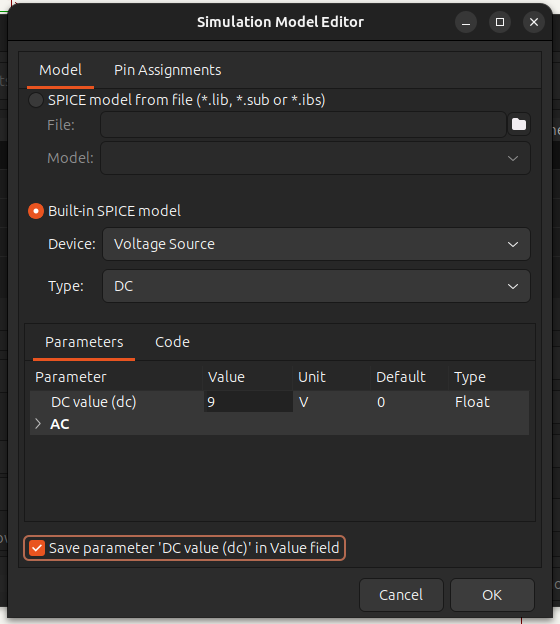 Simulation Model Editor
Model Pin Assignments
SPICE model from file (*.lib, *.sub or *.ibs)
File:
Model:
Built-in SPICE model
Device: Voltage Source
Type: DC
Parameters Code
Parameter Value Unit Default Type
DC value (dc) 9 V 0 Float
AC
Save parameter 'DC value (dc)' in Value field
Cancel OK